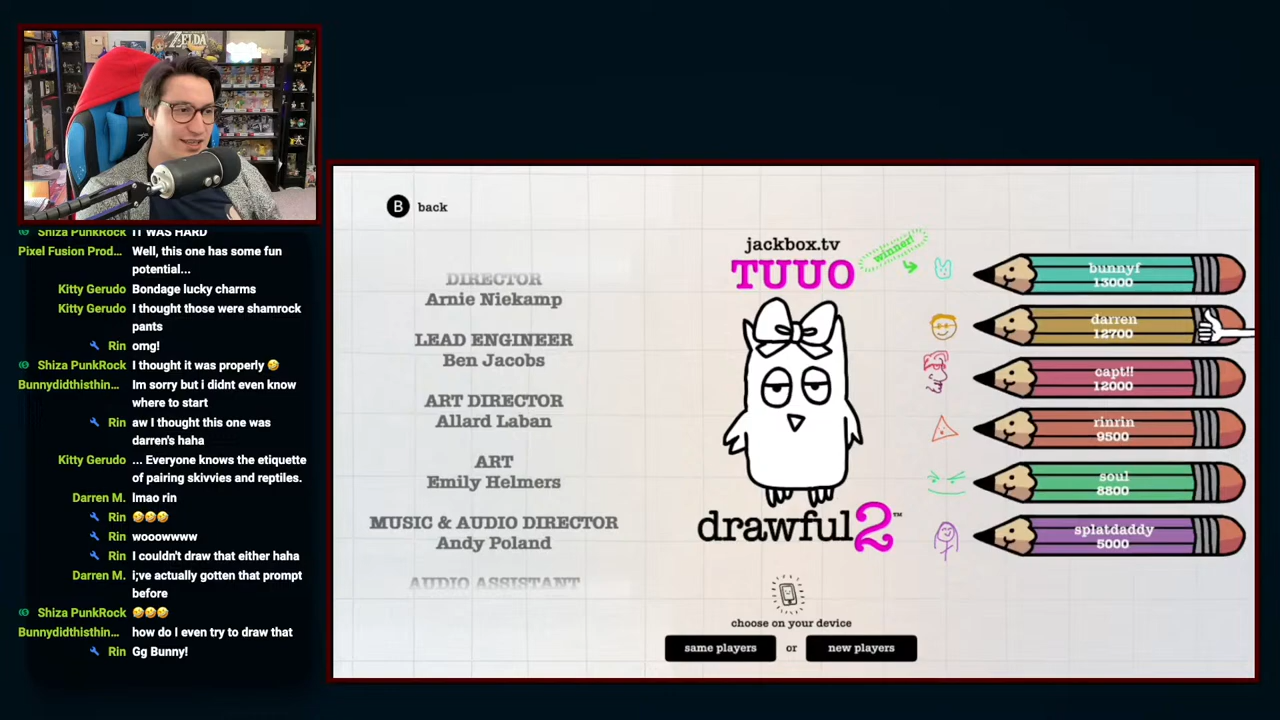 ZELDA
Shiza PunkRock IT WAS HARD
Pixel Fusion Prod... Well, this one has some fun
potential...
Kitty Gerudo Bondage lucky charms
Kitty Gerudo I thought those were shamrock
pants
Rin omg!
Shiza PunkRock I thought it was properly 🤣
Bunnydidthisthin... Im sorry but i didnt even know
where to start
Rin aw I thought this one was
darren's haha
Kitty Gerudo ... Everyone knows the etiquette
of pairing skivvies and reptiles.
Darren M. lmao rin
Rin 🤣🤣🤣
Rin wooowwww
Rin I couldn't draw that either haha
Darren M. i;ve actually gotten that prompt
before
Shiza PunkRock 🤣🤣🤣
Bunnydidthisthin... how do I even try to draw that
Rin Gg Bunny!
B back
DIRECTOR
Arnie Niekamp
LEAD ENGINEER
Ben Jacobs
ART DIRECTOR
Allard Laban
ART
Emily Helmers
MUSIC & AUDIO DIRECTOR
Andy Poland
AUDIO ASSISTANT
jackbox.tv
TUUO
winner!
drawful 2™
choose on your device
same players or new players
bunnyf
13000
darren
12700
capt!!
12000
rinrin
9500
soul
8800
splatdaddy
5000